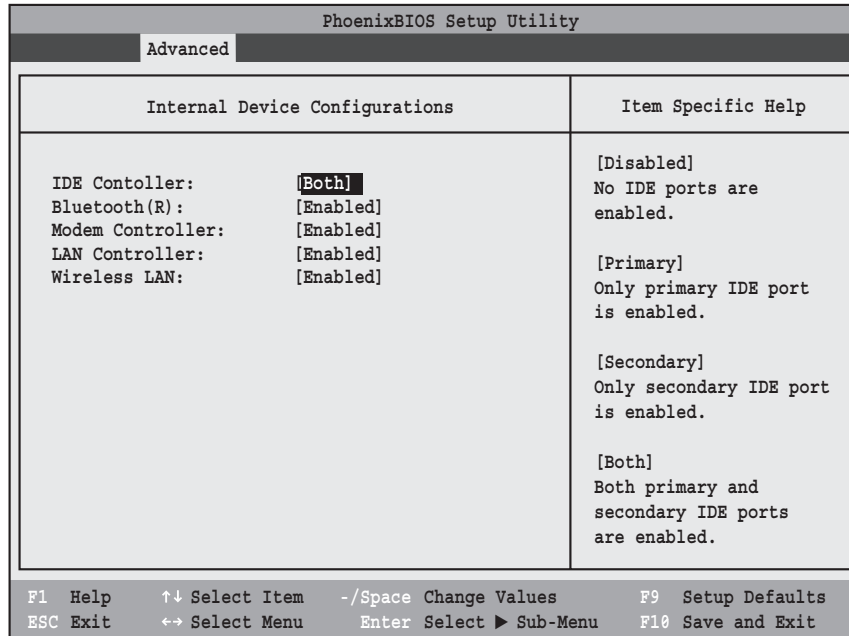 PhoenixBIOS Setup Utility
Advanced
Internal Device Configurations
IDE Contoller: [Both]
Bluetooth(R): [Enabled]
Modem Controller: [Enabled]
LAN Controller: [Enabled]
Wireless LAN: [Enabled]
Item Specific Help
[Disabled]
No IDE ports are
enabled.
[Primary]
Only primary IDE port
is enabled.
[Secondary]
Only secondary IDE port
is enabled.
[Both]
Both primary and
secondary IDE ports
are enabled.
F1 Help ↑↓ Select Item -/Space Change Values F9 Setup Defaults
ESC Exit ←→ Select Menu Enter Select ▶ Sub-Menu F10 Save and Exit